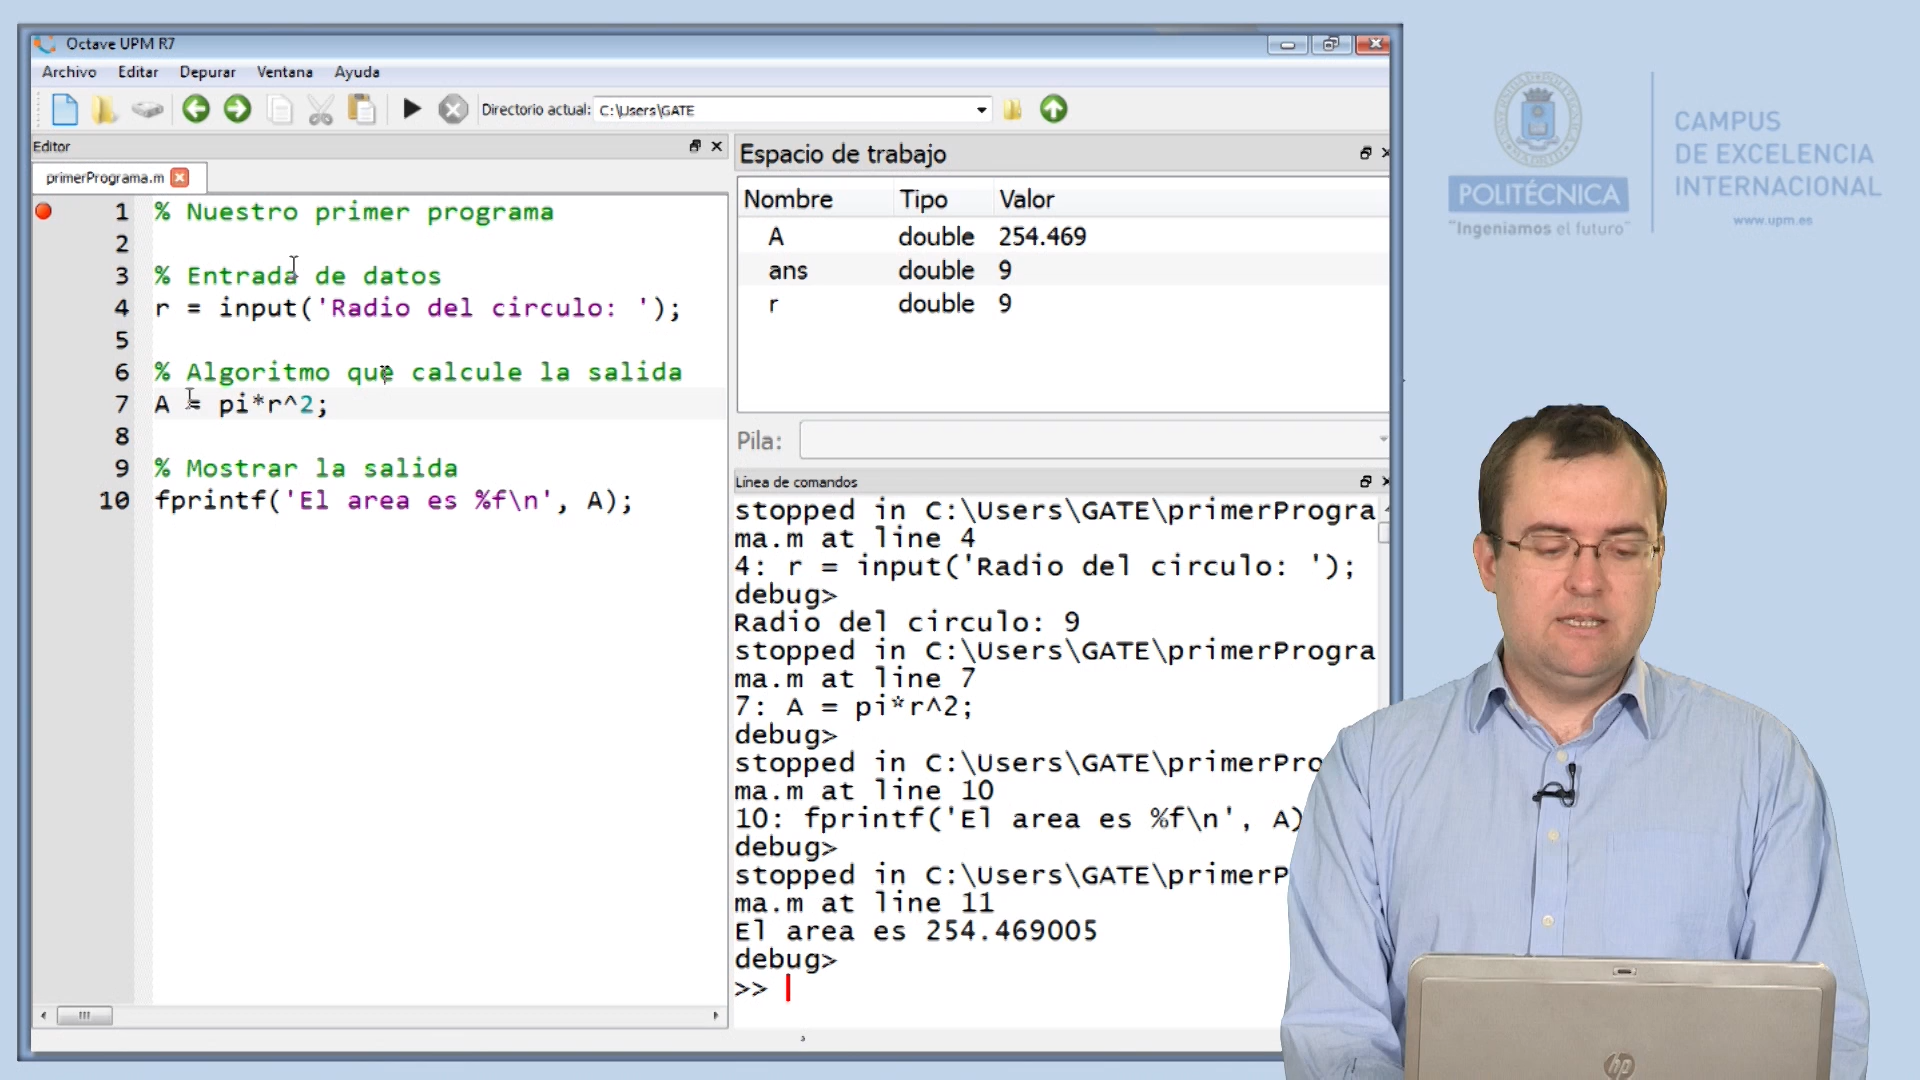 Octave UPM R7
Archivo Editar Depurar Ventana Ayuda
Directorio actual: C:\Users\GATE
Editor
primerPrograma.m
1 % Nuestro primer programa
2
3 % Entrada de datos
4 r = input('Radio del circulo: ');
5
6 % Algoritmo que calcule la salida
7 A = pi*r^2;
8
9 % Mostrar la salida
10 fprintf('El area es %f\n', A);
Espacio de trabajo
Nombre Tipo Valor
A double 254.469
ans double 9
r double 9
Pila:
Línea de comandos
stopped in C:\Users\GATE\primerProgra
ma.m at line 4
4: r = input('Radio del circulo: ');
debug>
Radio del circulo: 9
stopped in C:\Users\GATE\primerProgra
ma.m at line 7
7: A = pi*r^2;
debug>
stopped in C:\Users\GATE\primerPro
ma.m at line 10
10: fprintf('El area es %f\n', A)
debug>
stopped in C:\Users\GATE\primerP
ma.m at line 11
El area es 254.469005
debug>
>>
POLITÉCNICA
"Ingeniamos el futuro"
CAMPUS
DE EXCELENCIA
INTERNACIONAL
www.upm.es
hp